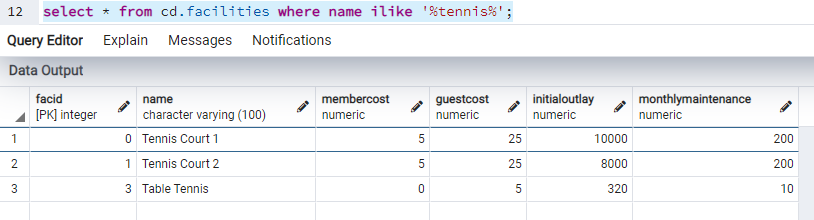 12 select * from cd.facilities where name ilike '%tennis%';
Query Editor Explain Messages Notifications
Data Output
facid name membercost guestcost initialoutlay monthlymaintenance
[PK] integer character varying (100) numeric numeric numeric numeric
1 0 Tennis Court 1 5 25 10000 200
2 1 Tennis Court 2 5 25 8000 200
3 3 Table Tennis 0 5 320 10